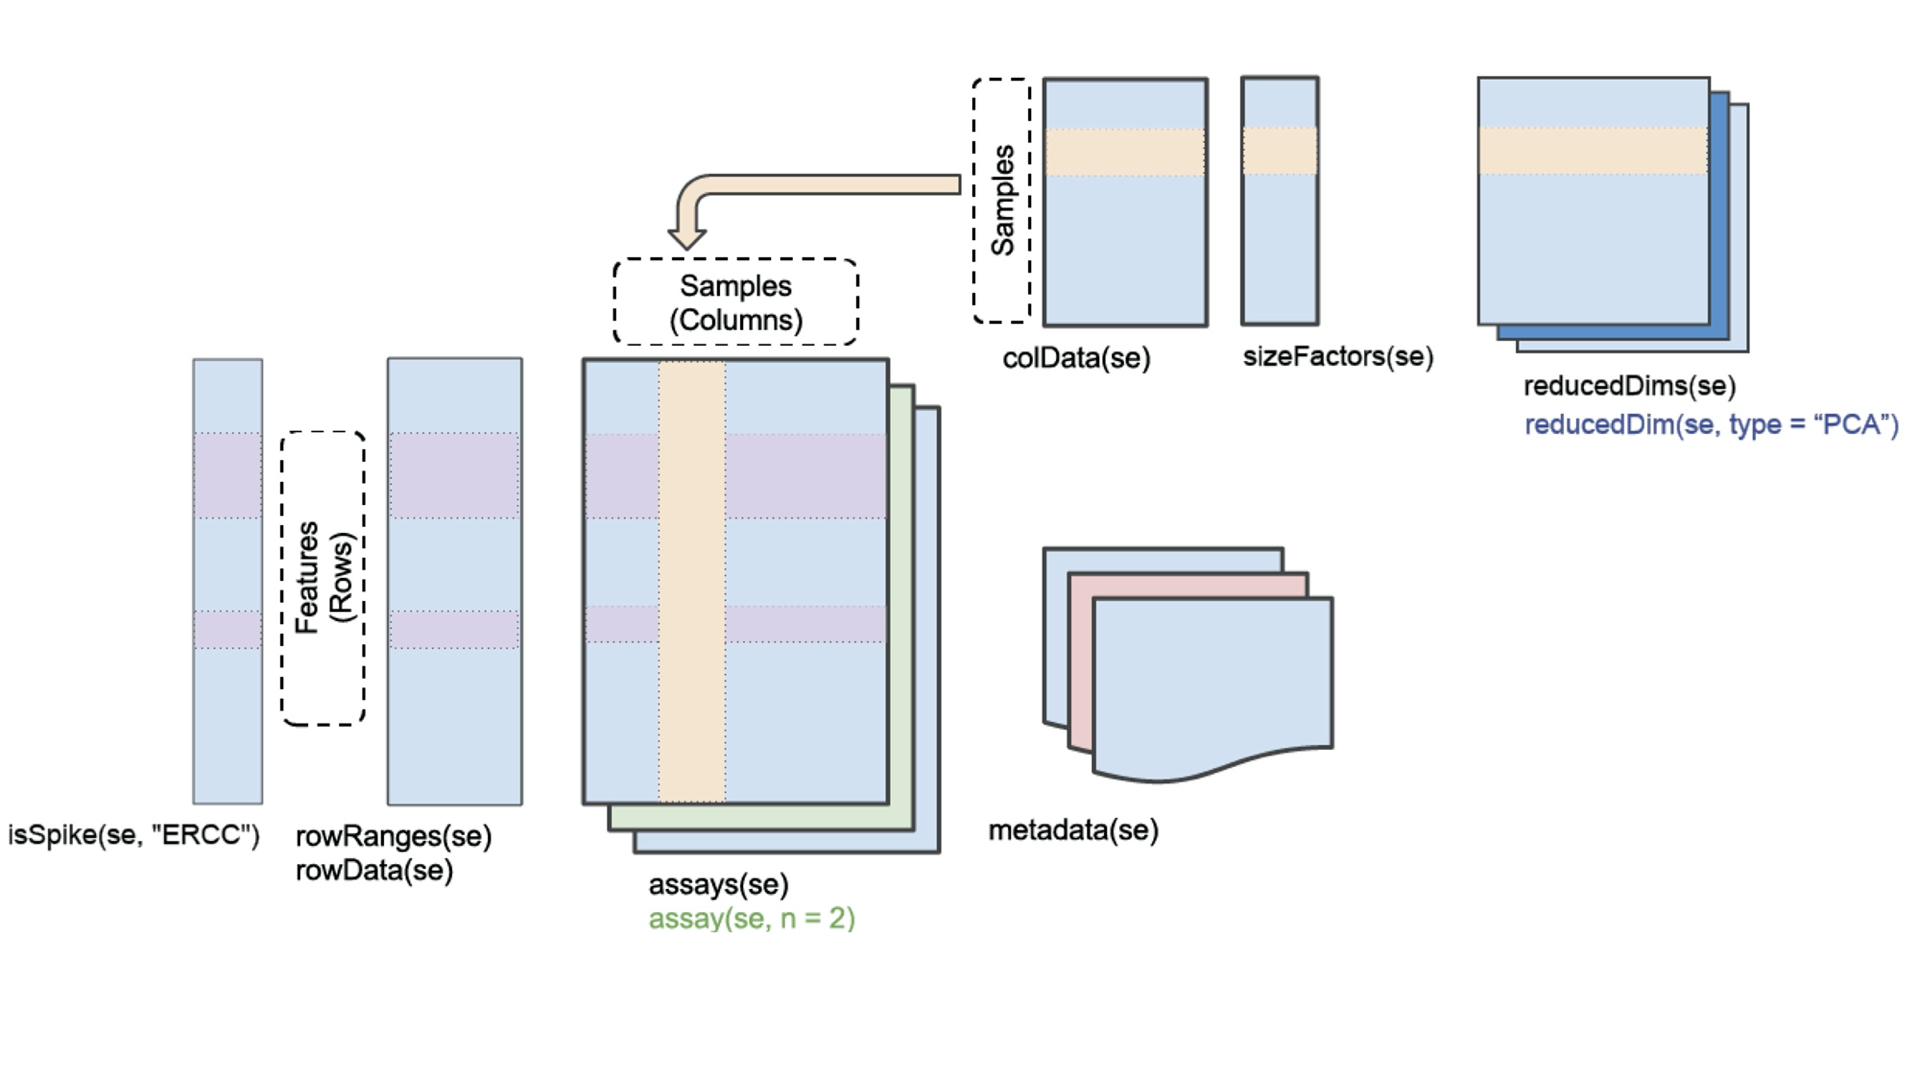 Samples
colData(se)
sizeFactors(se)
reducedDims(se)
reducedDim(se, type = “PCA”)
Samples
(Columns)
Features
(Rows)
isSpike(se, "ERCC")
rowRanges(se)
rowData(se)
assays(se)
assay(se, n = 2)
metadata(se)